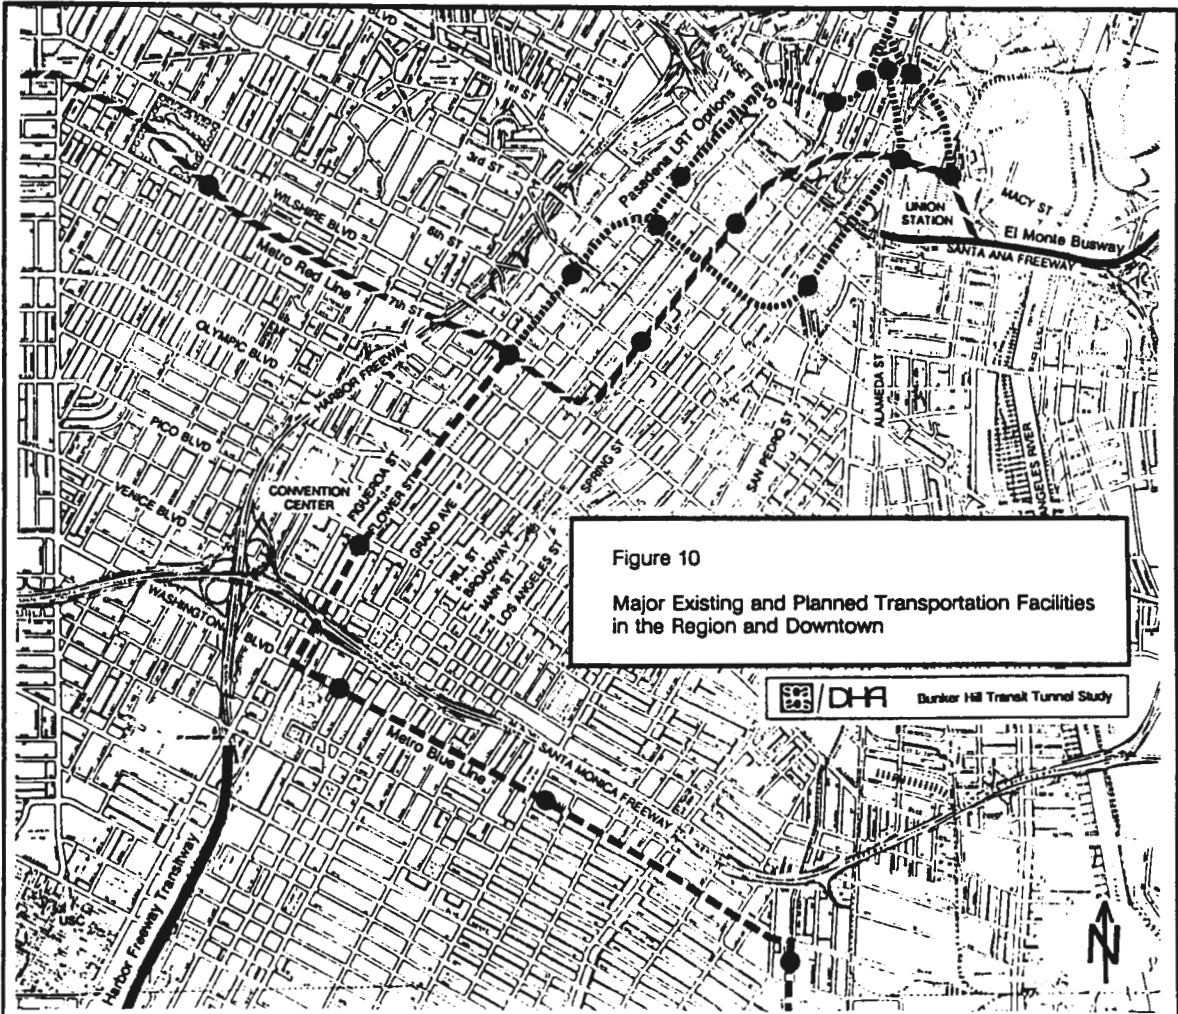 BLVD
1st ST
SUNSET
3rd ST
Pasadena LRT Options
WILSHIRE BLVD
6th ST
Metro Red Line
7th ST
UNION
STATION
MACY ST
El Monte Busway
SANTA ANA FREEWAY
OLYMPIC BLVD
HARBOR FREEWAY
ALAMEDA ST
PICO BLVD
SPRING ST
SAN PEDRO ST
VENICE BLVD
CONVENTION
CENTER
FIGUEROA ST
FLOWER ST
GRAND AVE
HILL ST
BROADWAY
MAIN ST
LOS ANGELES ST
ANGELES RIVER
WASHINGTON
BLVD
Figure 10
Major Existing and Planned Transportation Facilities
in the Region and Downtown
DHA Bunker Hill Transit Tunnel Study
Metro Blue Line
SANTA MONICA FREEWAY
Harbor Freeway Transitway
USC
N